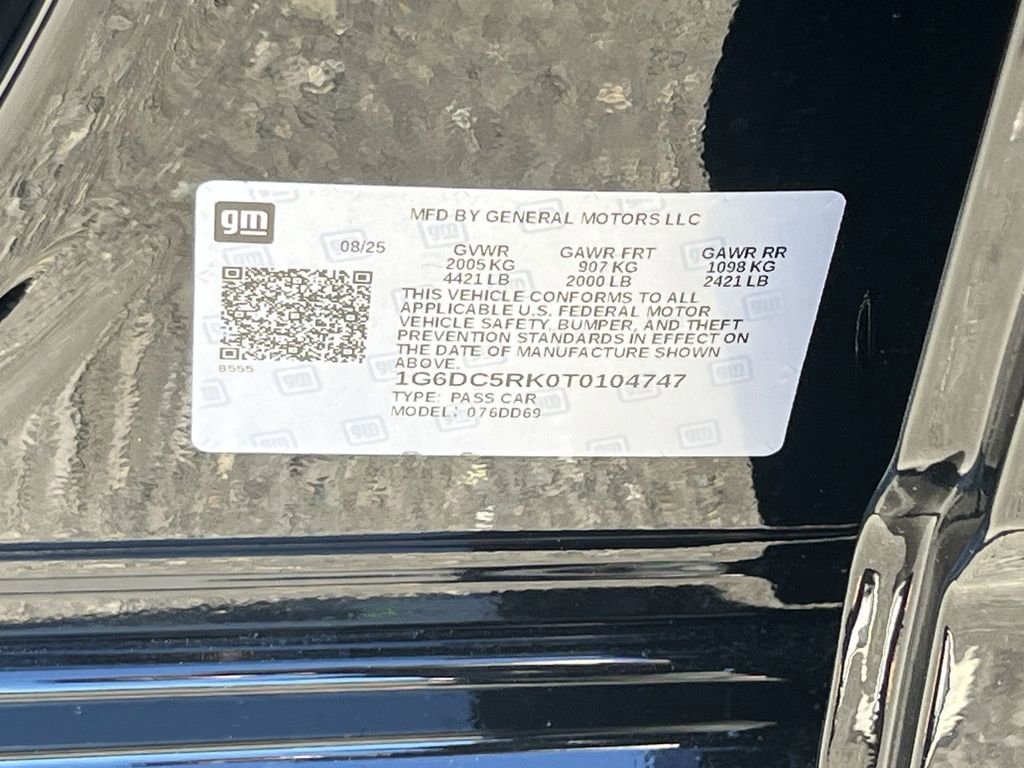 gm
MFD BY GENERAL MOTORS LLC
08/25
GVWR GAWR FRT GAWR RR
2005 KG 907 KG 1098 KG
4421 LB 2000 LB 2421 LB
THIS VEHICLE CONFORMS TO ALL
APPLICABLE U.S. FEDERAL MOTOR
VEHICLE SAFETY, BUMPER, AND THEFT
PREVENTION STANDARDS IN EFFECT ON
THE DATE OF MANUFACTURE SHOWN
ABOVE.
8555
1G6DC5RK0T0104747
TYPE: PASS CAR
MODEL: 076DD69